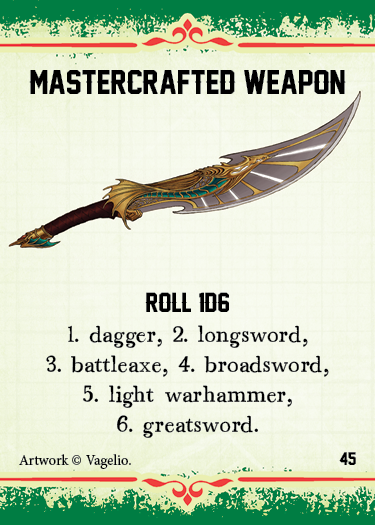 MASTERCRAFTED WEAPON
ROLL 1D6
1. dagger, 2. longsword,
3. battleaxe, 4. broadsword,
5. light warhammer,
6. greatsword.
Artwork © Vagelio.
45